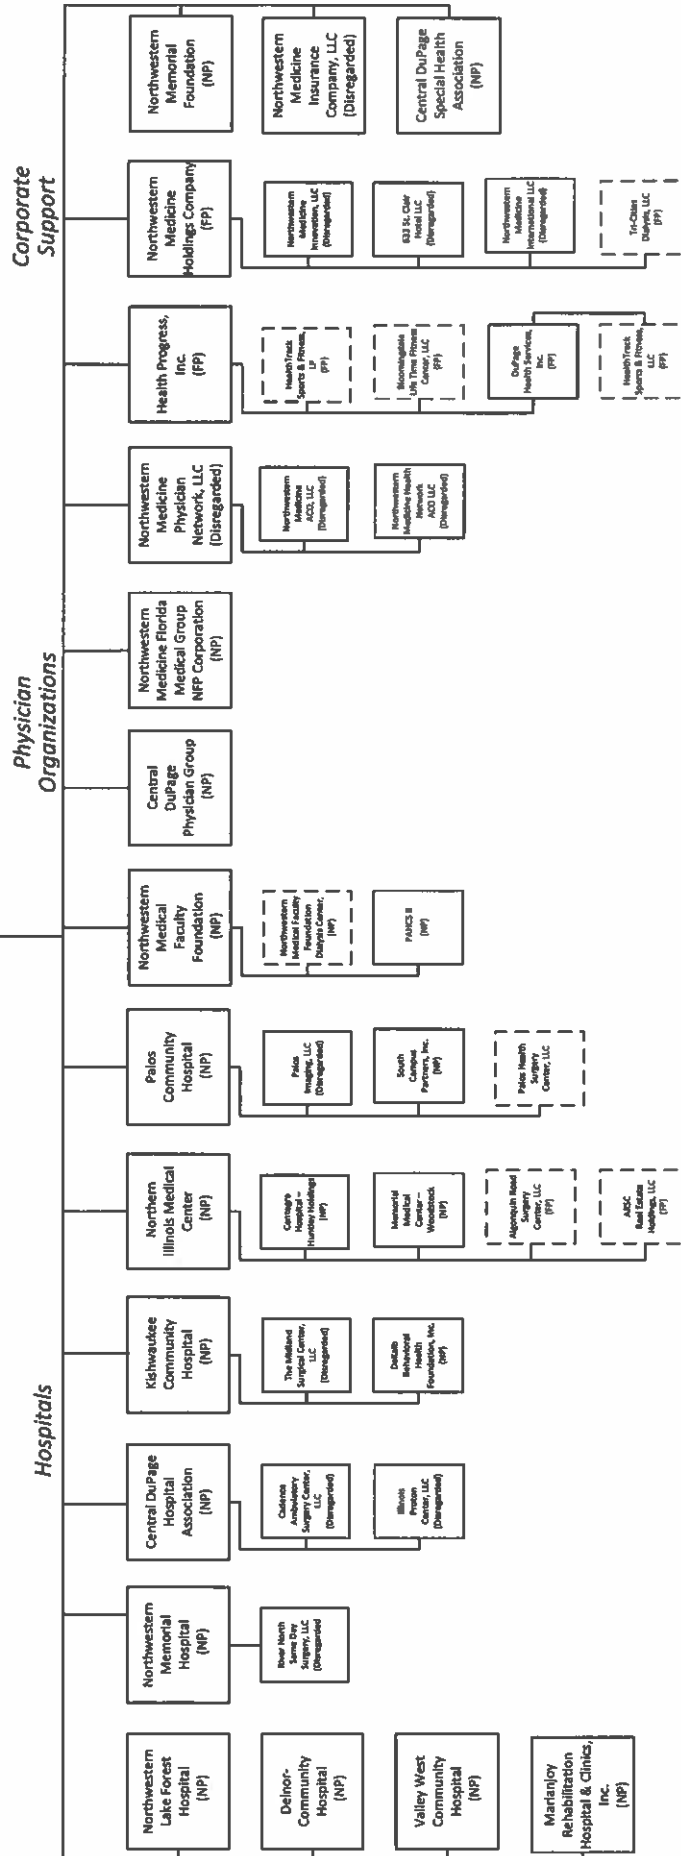 Hospitals
Physician
Organizations
Corporate
Support
Northwestern
Lake Forest
Hospital
(NP)
Delnor-
Community
Hospital
(NP)
Valley West
Community
Hospital
(NP)
Marianjoy
Rehabilitation
Hospital & Clinics,
Inc.
(NP)
Northwestern
Memorial
Hospital
(NP)
River North
Same Day
Surgery, LLC
(Disregarded
Central DuPage
Hospital
Association
(NP)
Cadence
Ambulatory
Surgery Center,
LLC
(Disregarded)
Illinois
Proton
Center, LLC
(Disregarded)
Kishwaukee
Community
Hospital
(NP)
The Midland
Surgical Center,
LLC
(Disregarded)
DeKalb
Behavioral
Health
Foundation, Inc.
(NP)
Northern
Illinois Medical
Center
(NP)
Centegra
Hospital –
Huntley Holdings
(NP)
Memorial
Medical
Center –
Woodstock
(NP)
Algonquin Road
Surgery
Center, LLC
(FP)
ARSC
Real Estate
Holdings, LLC
(FP)
Palos
Community
Hospital
(NP)
Palos
Imaging, LLC
(Disregarded)
South
Campus
Partners, Inc.
(NP)
Palos Health
Surgery
Center, LLC
Northwestern
Medical
Faculty
Foundation
(NP)
Northwestern
Medical Faculty
Foundation
Dialysis Center,
(NP)
PAHCS II
(NP)
Central
DuPage
Physician Group
(NP)
Northwestern
Medicine Florida
Medical Group
NFP Corporation
(NP)
Northwestern
Medicine
Physician
Network, LLC
(Disregarded)
Northwestern
Medicine
ACO, LLC
(Disregarded)
Northwestern
Medicine Health
Network
ACO LLC
(Disregarded)
Health Progress,
Inc.
(FP)
HealthTrack
Sports & Fitness,
LP
(FP)
Bloomingdale
Life Time Fitness
Center, LLC
(FP)
DuPage
Health Services,
Inc.
(FP)
HealthTrack
Sports & Fitness,
LLC
(FP)
Northwestern
Medicine
Holdings Company
(FP)
Northwestern
Medicine
Innovation, LLC
(Disregarded)
633 St. Clair
Hotel LLC
(Disregarded)
Northwestern
Medicine
International LLC
(Disregarded)
Tri-Cities
Dialysis, LLC
(FP)
Northwestern
Memorial
Foundation
(NP)
Northwestern
Medicine
Insurance
Company, LLC
(Disregarded)
Central DuPage
Special Health
Association
(NP)